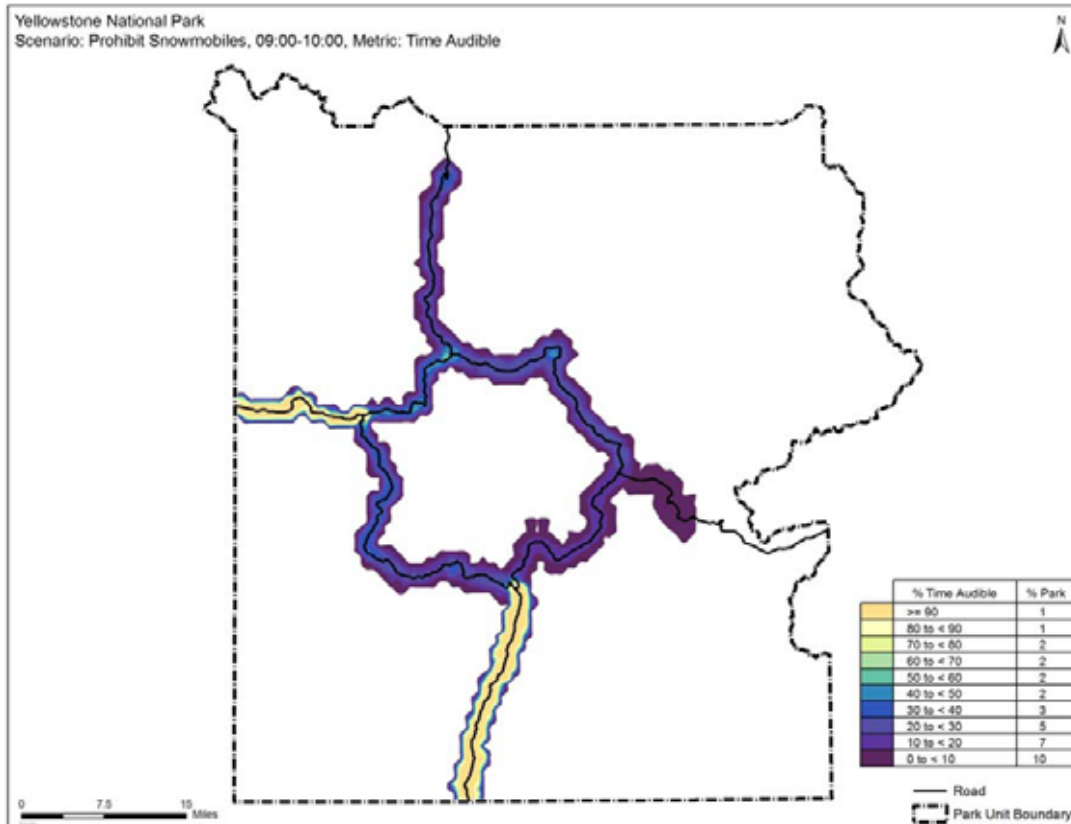 Yellowstone National Park
Scenario: Prohibit Snowmobiles, 09:00-10:00, Metric: Time Audible
N
% Time Audible % Park
>= 90 1
80 to < 90 1
70 to < 80 2
60 to < 70 2
50 to < 60 2
40 to < 50 2
30 to < 40 3
20 to < 30 5
10 to < 20 7
0 to < 10 10
Road
Park Unit Boundary
0 7.5 15
Miles